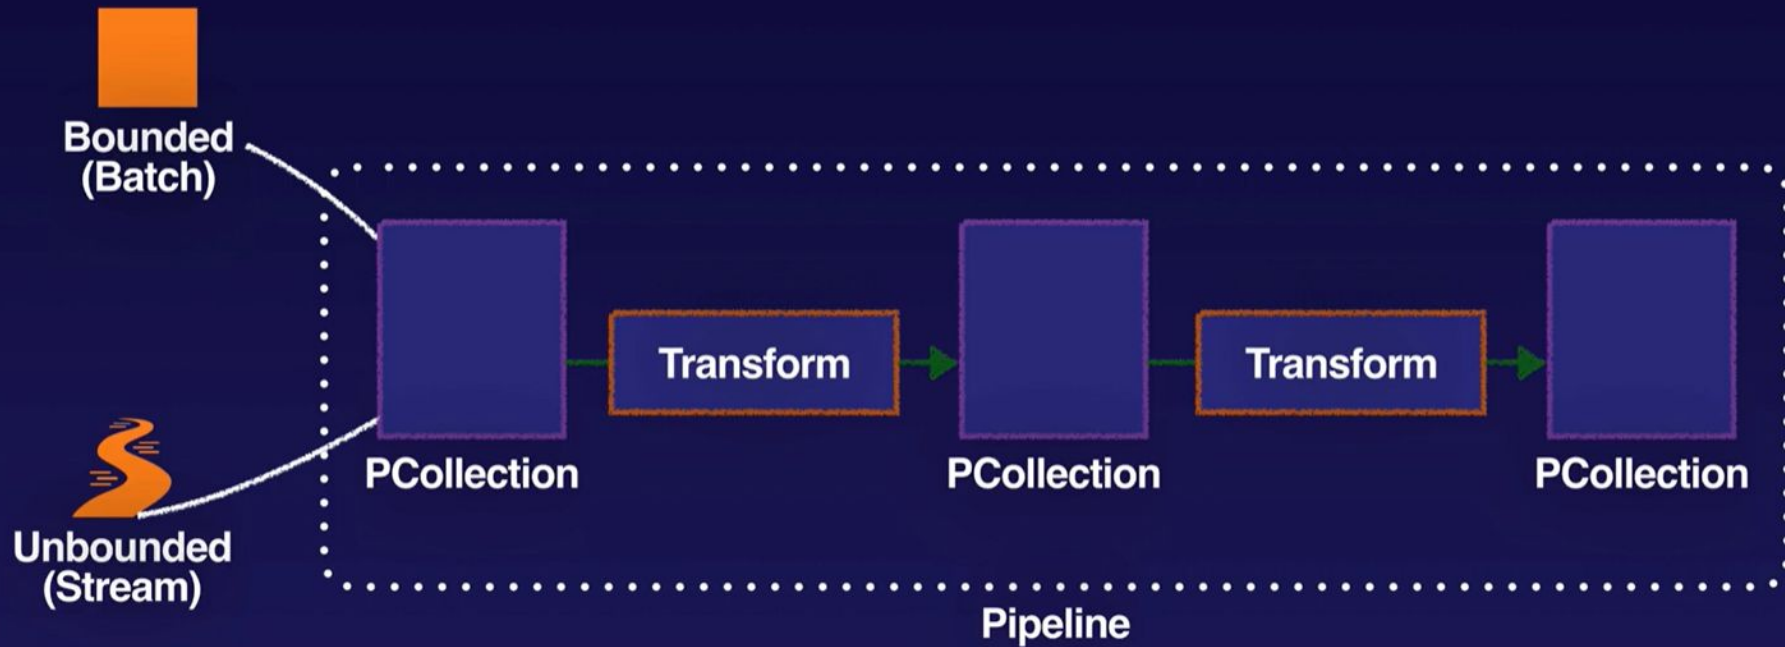 Bounded
(Batch)
Transform
Transform
PCollection
PCollection
PCollection
Unbounded
(Stream)
Pipeline